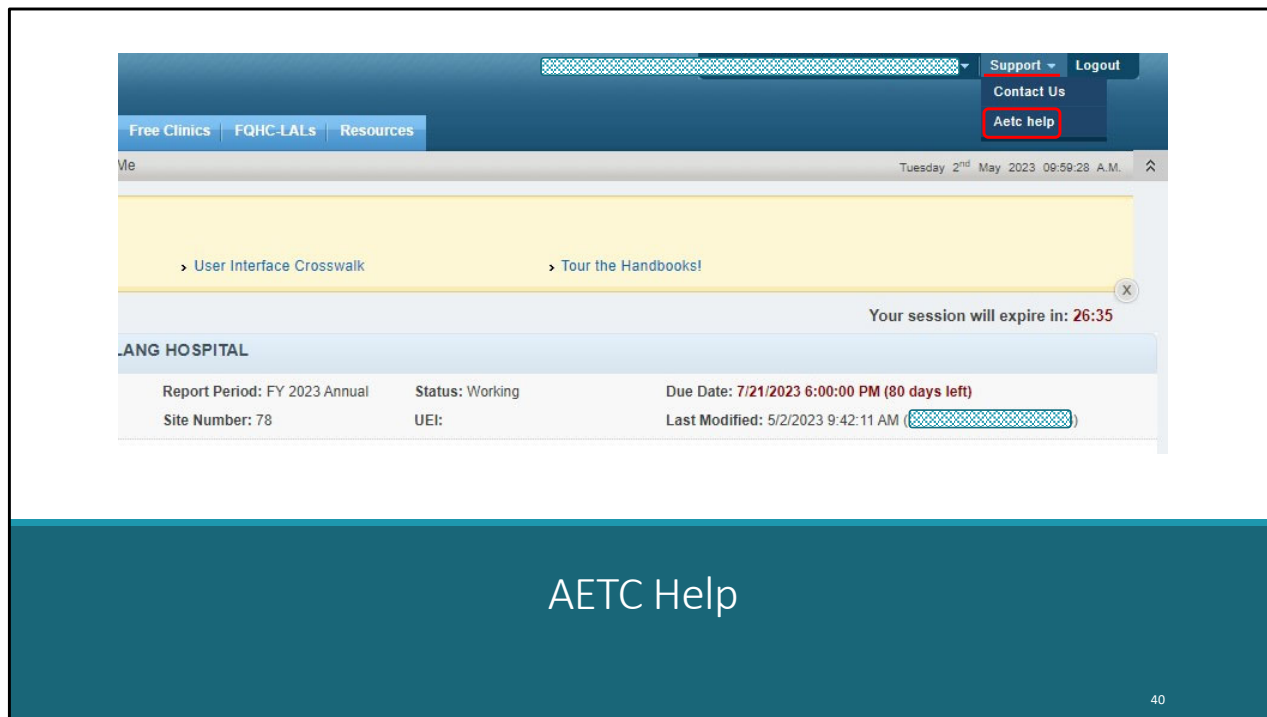 Support Logout
Contact Us
Aetc help
Free Clinics FQHC-LALs Resources
Me Tuesday 2nd May 2023 09:59:28 A.M.
User Interface Crosswalk Tour the Handbooks!
X
Your session will expire in: 26:35
LANG HOSPITAL
Report Period: FY 2023 Annual Status: Working Due Date: 7/21/2023 6:00:00 PM (80 days left)
Site Number: 78 UEI: Last Modified: 5/2/2023 9:42:11 AM ( )
AETC Help
40